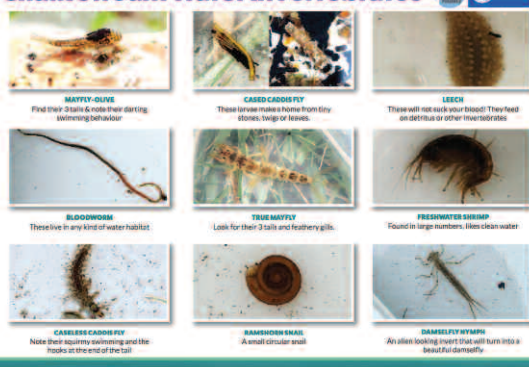 MAYFLY-OLIVE
Find their 3 tails & note their darting
swimming behaviour
CASED CADDIS FLY
These larvae make a home from tiny
stones, twigs or leaves.
LEECH
These will not suck your blood! They feed
on detritus or other invertebrates
BLOODWORM
These live in any kind of water habitat
TRUE MAYFLY
Look for their 3 tails and feathery gills.
FRESHWATER SHRIMP
Found in large numbers, likes clean water
CASELESS CADDIS FLY
Note their squirmy swimming and the
hooks at the end of the tail
RAMSHORN SNAIL
A small circular snail
DAMSELFLY NYMPH
An alien looking invert that will turn into a
beautiful damselfly